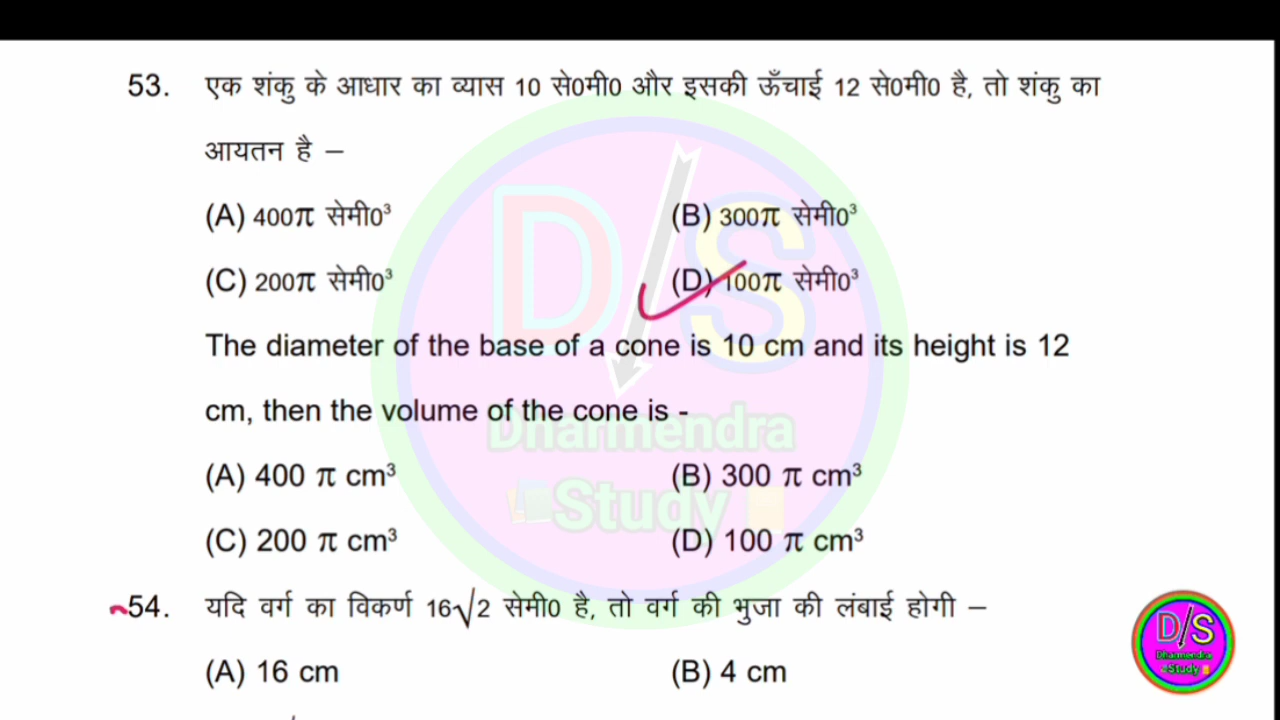 53. एक शंकु के आधार का व्यास 10 से0मी0 और इसकी ऊँचाई 12 से0मी0 है, तो शंकु का
आयतन है –
(A) 400π सेमी0³ (B) 300π सेमी0³
(C) 200π सेमी0³ (D) 100π सेमी0³
The diameter of the base of a cone is 10 cm and its height is 12
cm, then the volume of the cone is -
(A) 400 π cm³ (B) 300 π cm³
(C) 200 π cm³ (D) 100 π cm³
54. यदि वर्ग का विकर्ण 16√2 सेमी0 है, तो वर्ग की भुजा की लंबाई होगी –
(A) 16 cm (B) 4 cm
D/S
Dharmendra
Study
D/S
Dharmendra
Study